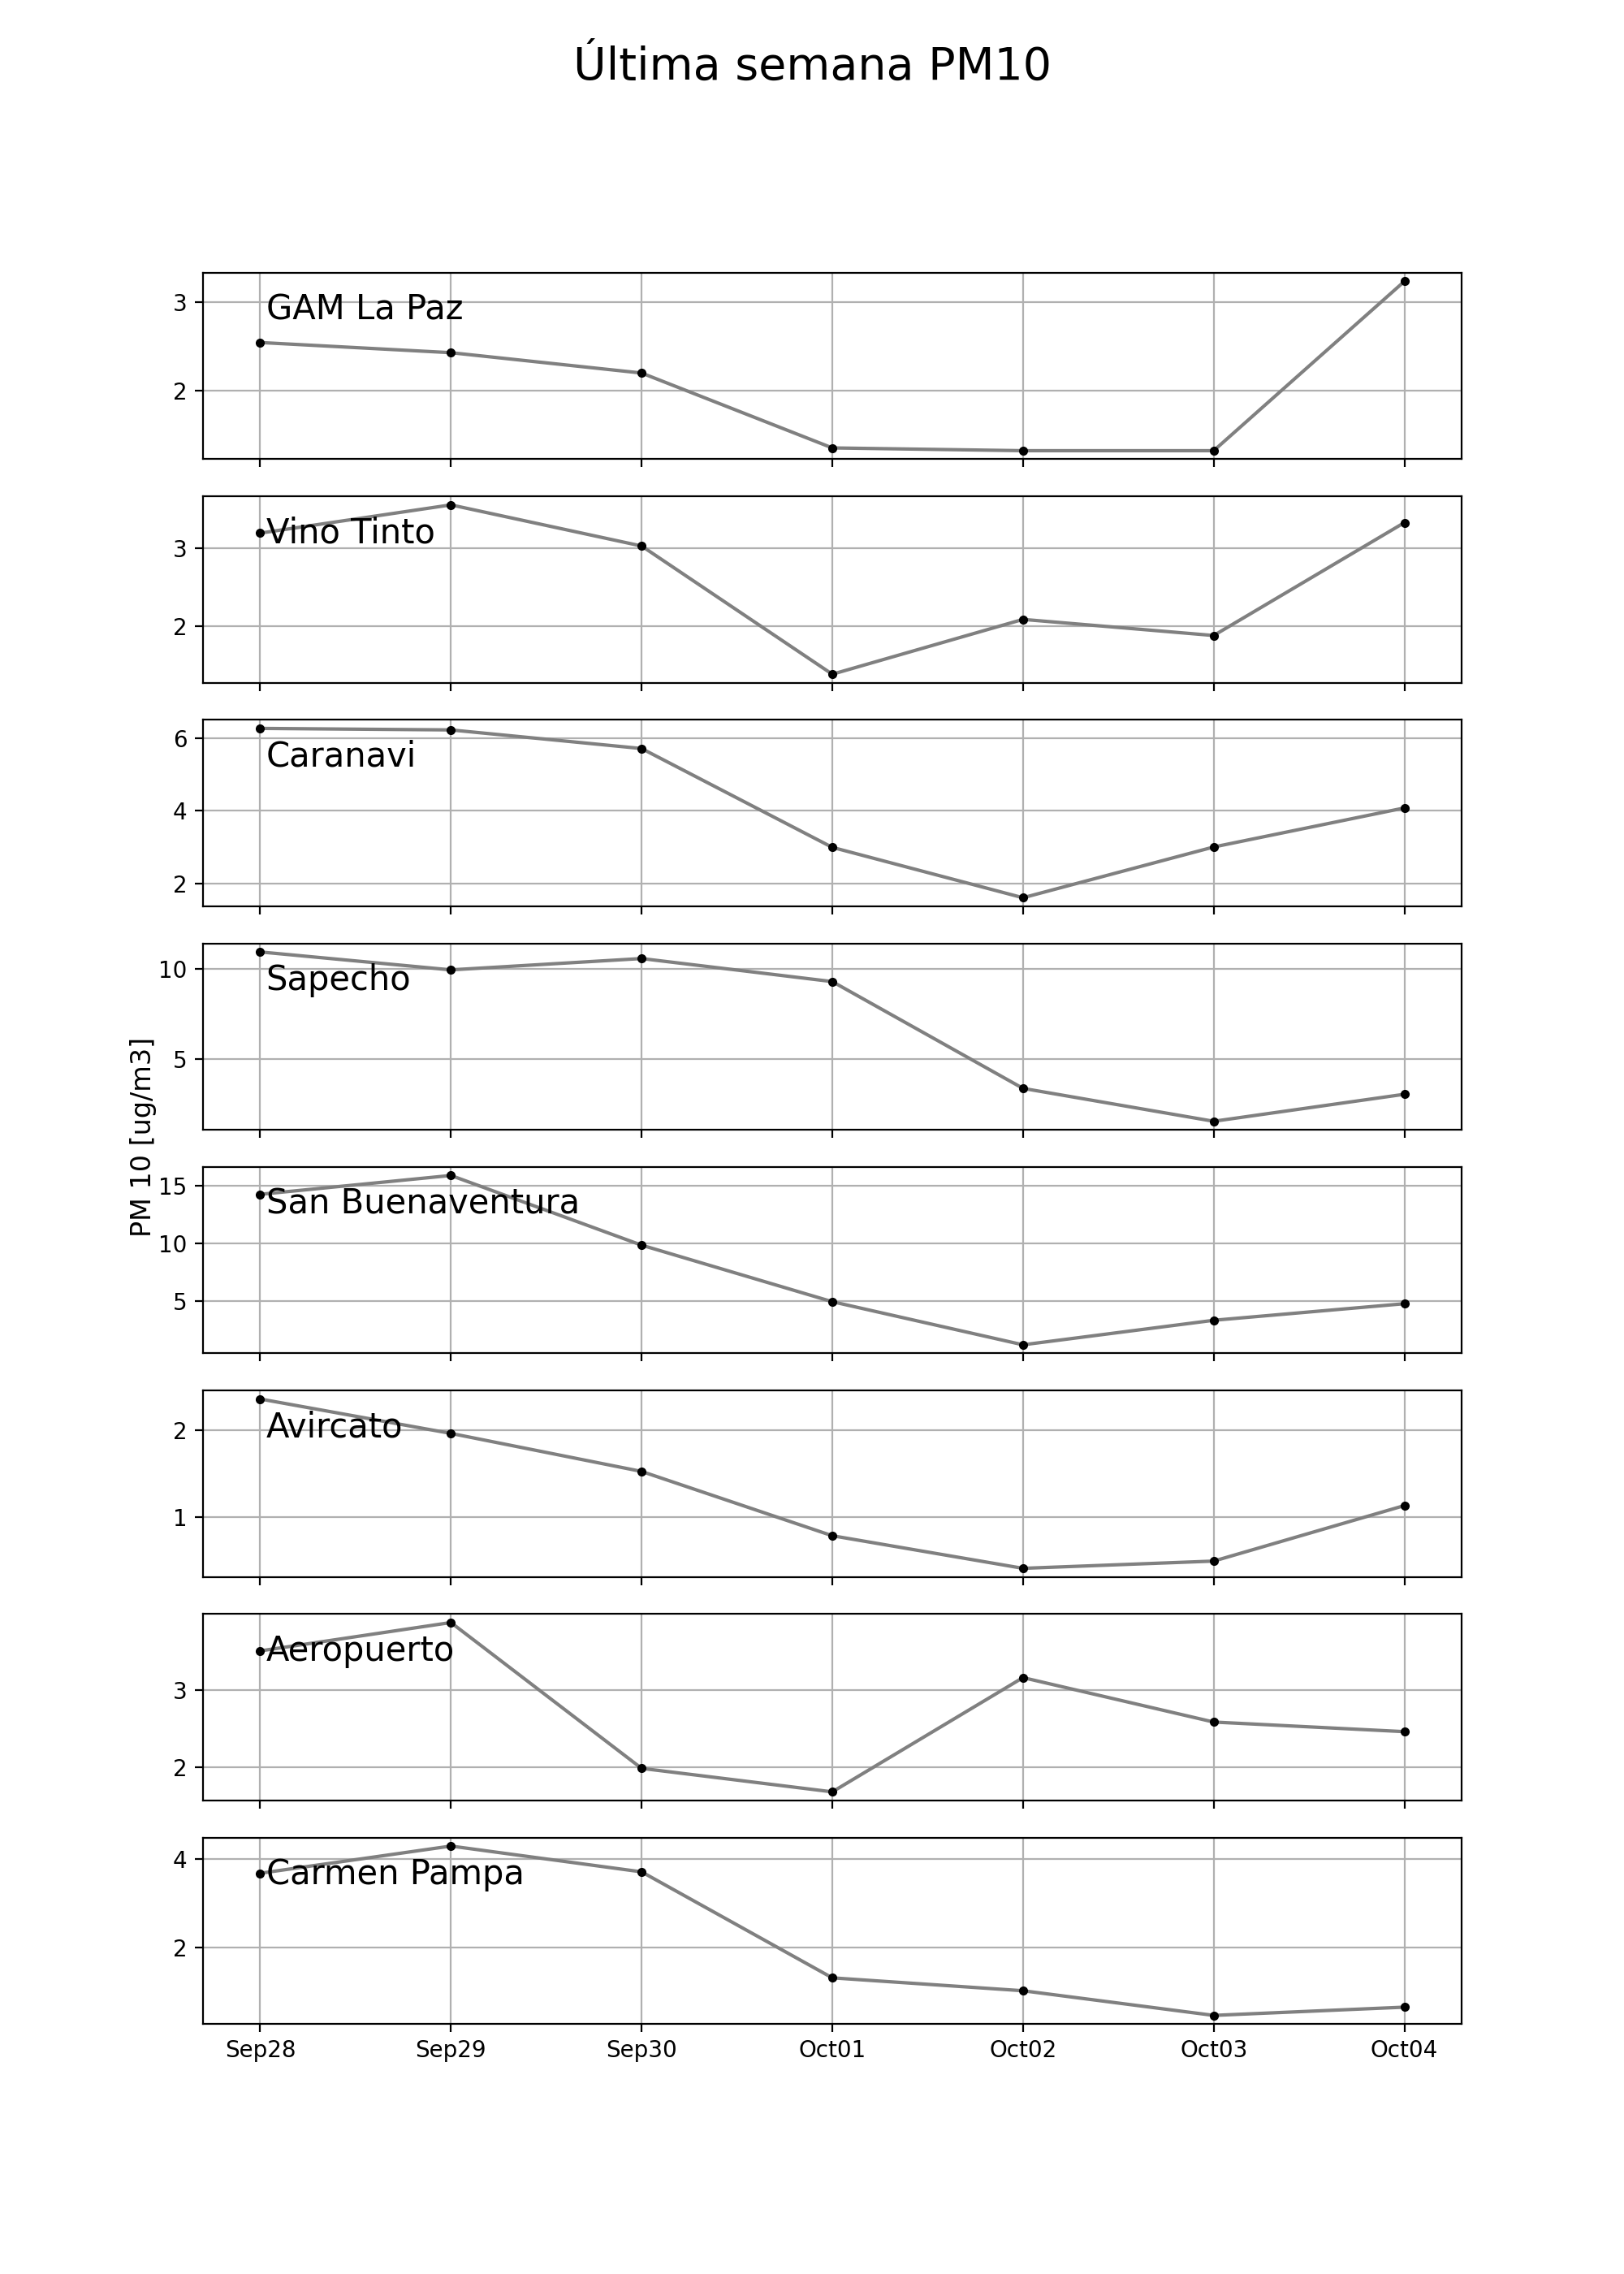 Última semana PM10
GAM La Paz
3
2
Vino Tinto
3
2
Caranavi
6
4
2
Sapecho
10
5
PM 10 [ug/m3]
San Buenaventura
15
10
5
Avircato
2
1
Aeropuerto
3
2
Carmen Pampa
4
2
Sep28 Sep29 Sep30 Oct01 Oct02 Oct03 Oct04